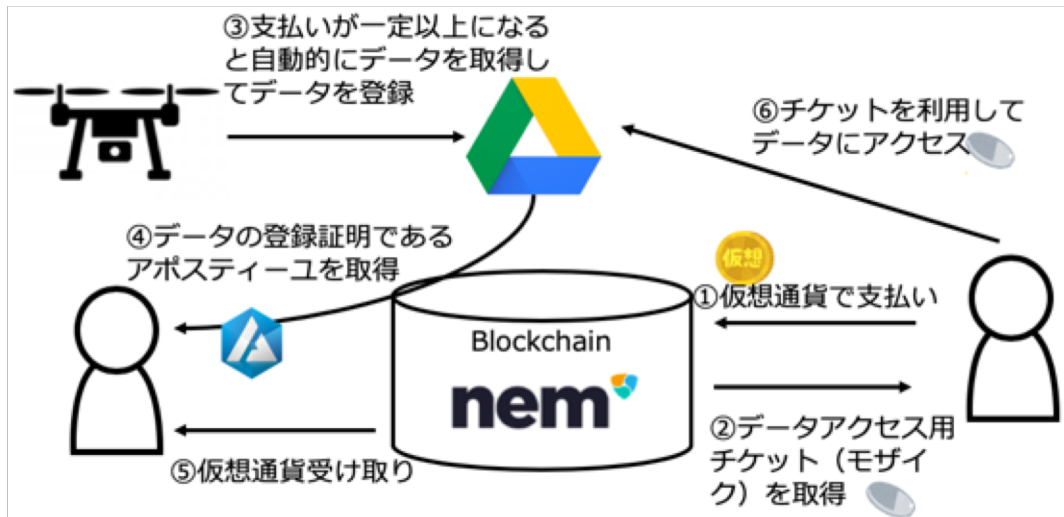 ③支払いが一定以上になる
と自動的にデータを取得し
てデータを登録
⑥チケットを利用して
データにアクセス
④データの登録証明である
アポスティーユを取得
仮想
①仮想通貨で支払い
Blockchain
nem
②データアクセス用
チケット（モザイ
ク）を取得
⑤仮想通貨受け取り